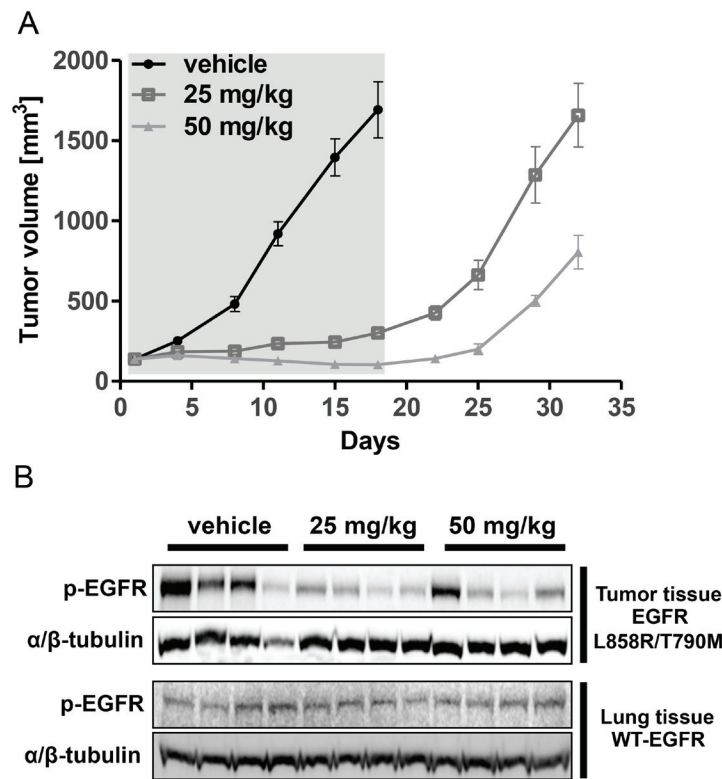 A
Tumor volume [mm³]
2000
1500
1000
500
0
vehicle
25 mg/kg
50 mg/kg
0 5 10 15 20 25 30 35
Days
B
vehicle 25 mg/kg 50 mg/kg
p-EGFR
α/β-tubulin
Tumor tissue
EGFR
L858R/T790M
p-EGFR
α/β-tubulin
Lung tissue
WT-EGFR